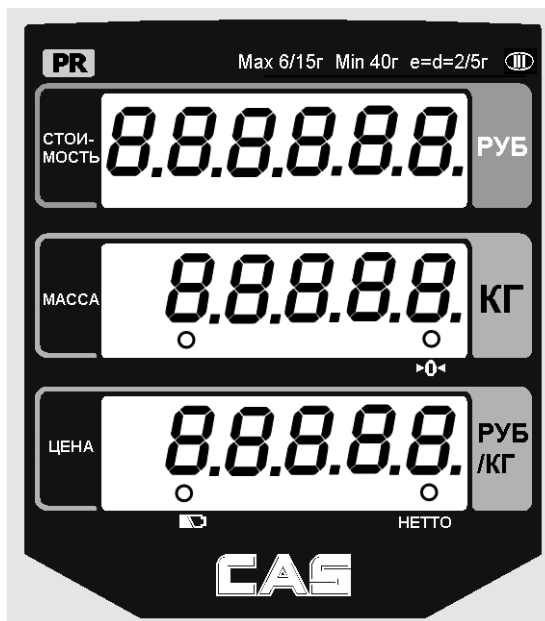 PR Max 6/15г Min 40г e=d=2/5г III
СТОИ-
МОСТЬ 8.8.8.8.8.8. РУБ
МАССА 8.8.8.8.8. КГ
►0◄
ЦЕНА 8.8.8.8.8. РУБ
/КГ
НЕТТО
CAS